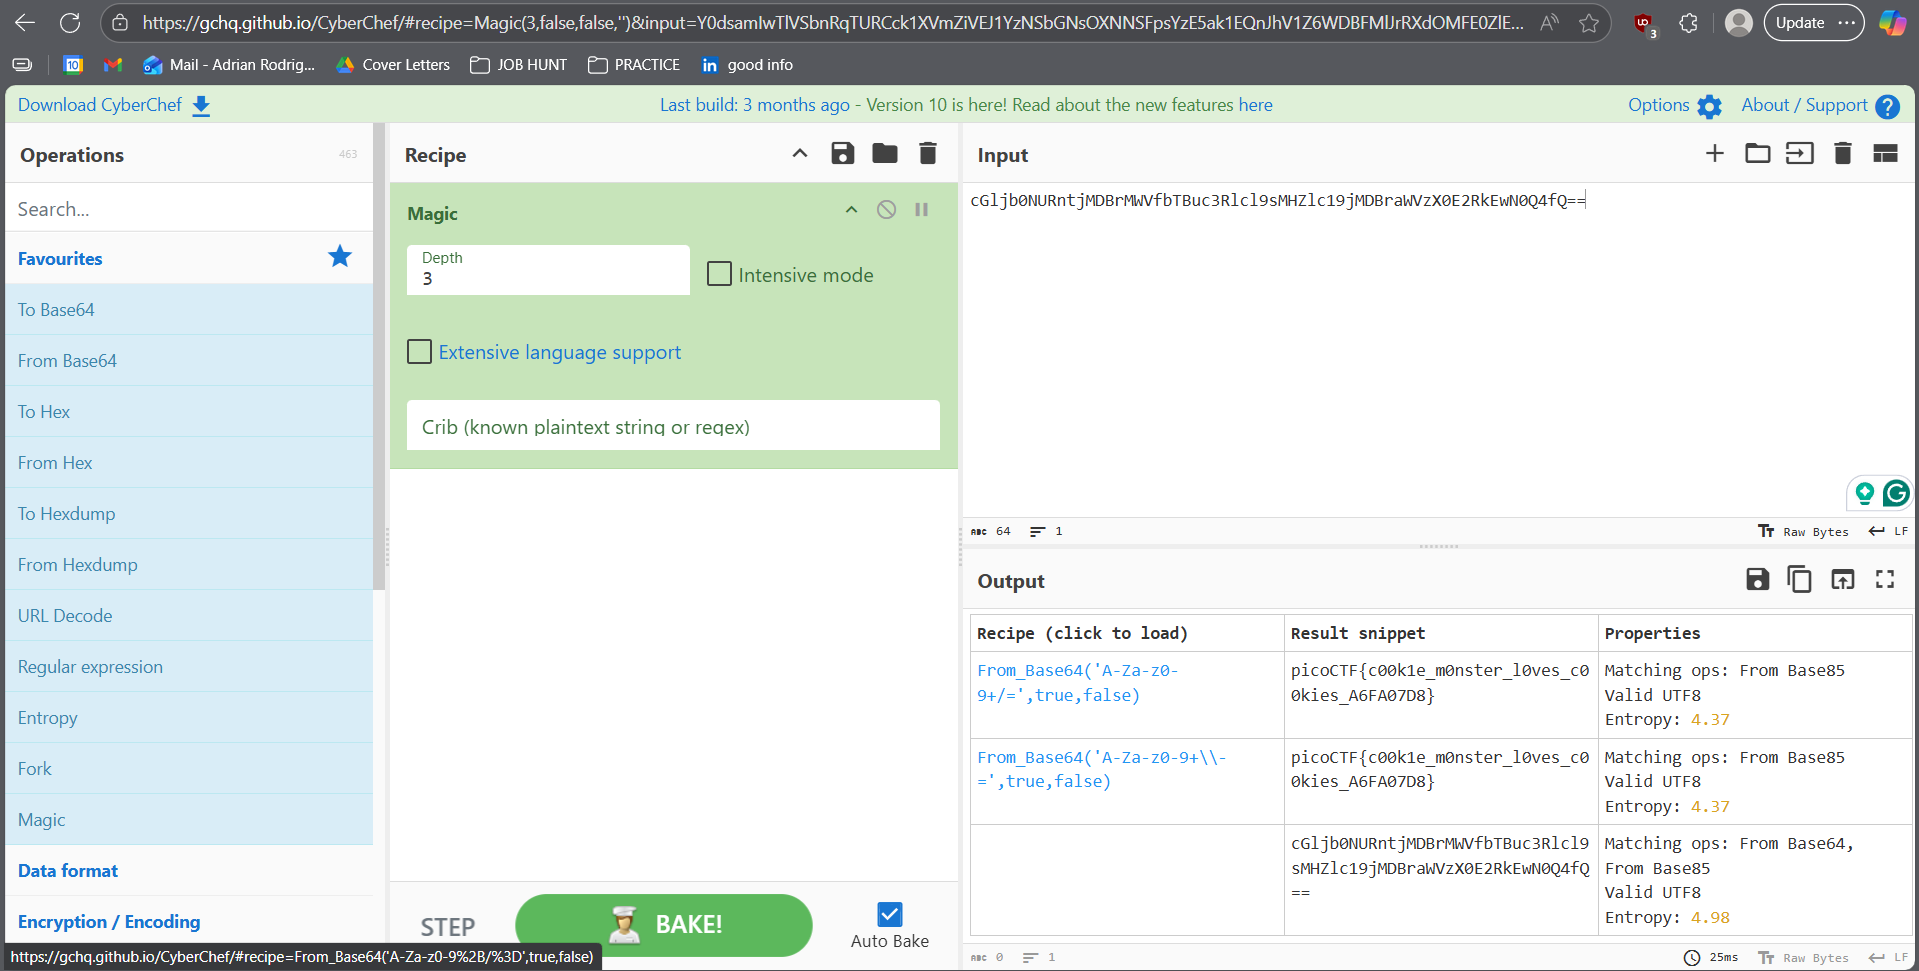 https://gchq.github.io/CyberChef/#recipe=Magic(3,false,false,'')&input=Y0dsamIwTlVSbnRqTURCck1XVmZiVEJ1YzNSbGNsOXNNSFpsYzE5ak1EQnJhV1Z6WDBFMlJrRXdOMFE0ZlE...
3
Update
10
Mail - Adrian Rodrig...
Cover Letters
JOB HUNT
PRACTICE
good info
Download CyberChef
Last build: 3 months ago - Version 10 is here! Read about the new features here
Options
About / Support
Operations
463
Recipe
Input
Search...
Magic
cGljb0NURntjMDBrMWVfbTBuc3Rlcl9sMHZlc19jMDBraWVzX0E2RkEwN0Q4fQ==
Favourites
Depth
3
Intensive mode
To Base64
From Base64
Extensive language support
To Hex
Crib (known plaintext string or regex)
From Hex
To Hexdump
ABC 64
1
Raw Bytes
LF
From Hexdump
Output
URL Decode
Recipe (click to load)
Result snippet
Properties
Regular expression
From_Base64('A-Za-z0-
9+/=',true,false)
picoCTF{c00k1e_m0nster_l0ves_c0
0kies_A6FA07D8}
Matching ops: From Base85
Valid UTF8
Entropy: 4.37
Entropy
From_Base64('A-Za-z0-9+\\-
=',true,false)
picoCTF{c00k1e_m0nster_l0ves_c0
0kies_A6FA07D8}
Matching ops: From Base85
Valid UTF8
Entropy: 4.37
Fork
Magic
cGljb0NURntjMDBrMWVfbTBuc3Rlcl9
sMHZlc19jMDBraWVzX0E2RkEwN0Q4fQ
==
Matching ops: From Base64,
From Base85
Valid UTF8
Entropy: 4.98
Data format
Encryption / Encoding
STEP
BAKE!
Auto Bake
https://gchq.github.io/CyberChef/#recipe=From_Base64('A-Za-z0-9%2B/%3D',true,false)
ABC 0
1
25ms
Raw Bytes
LF